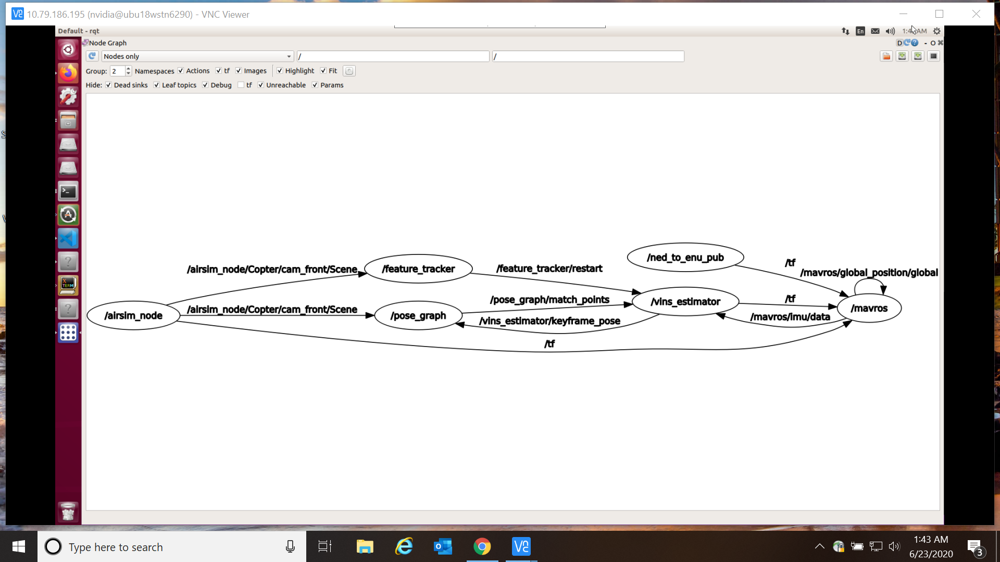 10.79.186.195 (nvidia@ubu18wstn6290) - VNC Viewer
Default - rqt
En
AM
Node Graph
D
- O
Nodes only
/
/
Group: 2 Namespaces Actions tf Images Highlight Fit
Hide: Dead sinks Leaf topics Debug tf Unreachable Params
/ned_to_enu_pub
/tf
/airsim_node/Copter/cam_front/Scene
/feature_tracker
/feature_tracker/restart
/mavros/global_position/global
/airsim_node
/airsim_node/Copter/cam_front/Scene
/pose_graph
/pose_graph/match_points
/vins_estimator/keyframe_pose
/vins_estimator
/tf
/mavros/imu/data
/mavros
/tf
X
TERM
Type here to search
1:43 AM
6/23/2020
3